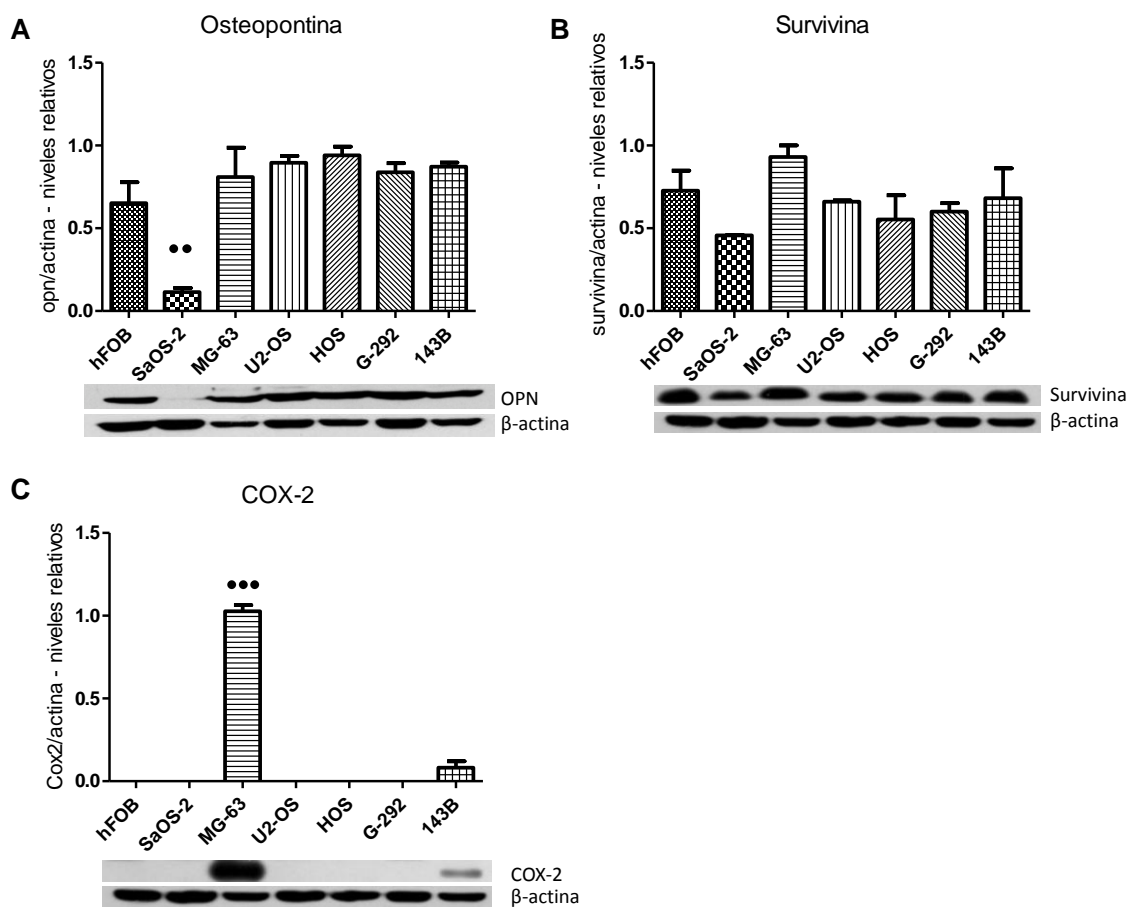 A
Osteopontina
opn/actina - niveles relativos
1.5
1.0
0.5
0.0
hFOB
SaOS-2
MG-63
U2-OS
HOS
G-292
143B
OPN
β-actina
B
Survivina
survivina/actina - niveles relativos
1.5
1.0
0.5
0.0
hFOB
SaOS-2
MG-63
U2-OS
HOS
G-292
143B
Survivina
β-actina
C
COX-2
Cox2/actina - niveles relativos
1.5
1.0
0.5
0.0
hFOB
SaOS-2
MG-63
U2-OS
HOS
G-292
143B
COX-2
β-actina